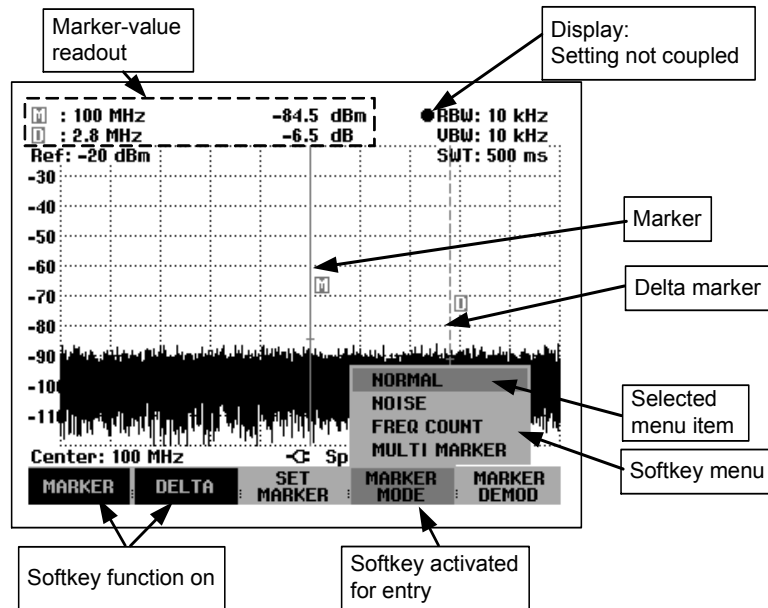 Marker-value
readout
Display:
Setting not coupled
M : 100 MHz -84.5 dBm
RBW: 10 kHz
D : 2.8 MHz -6.5 dB
VBW: 10 kHz
Ref: -20 dBm
SWT: 500 ms
-30
-40
-50
-60
-70
-80
-90
-100
-110
M
D
Marker
Delta marker
NORMAL
NOISE
FREQ COUNT
MULTI MARKER
Selected
menu item
Softkey menu
Center: 100 MHz
Sp
MARKER
DELTA
SET
MARKER
MARKER
MODE
MARKER
DEMOD
Softkey function on
Softkey activated
for entry